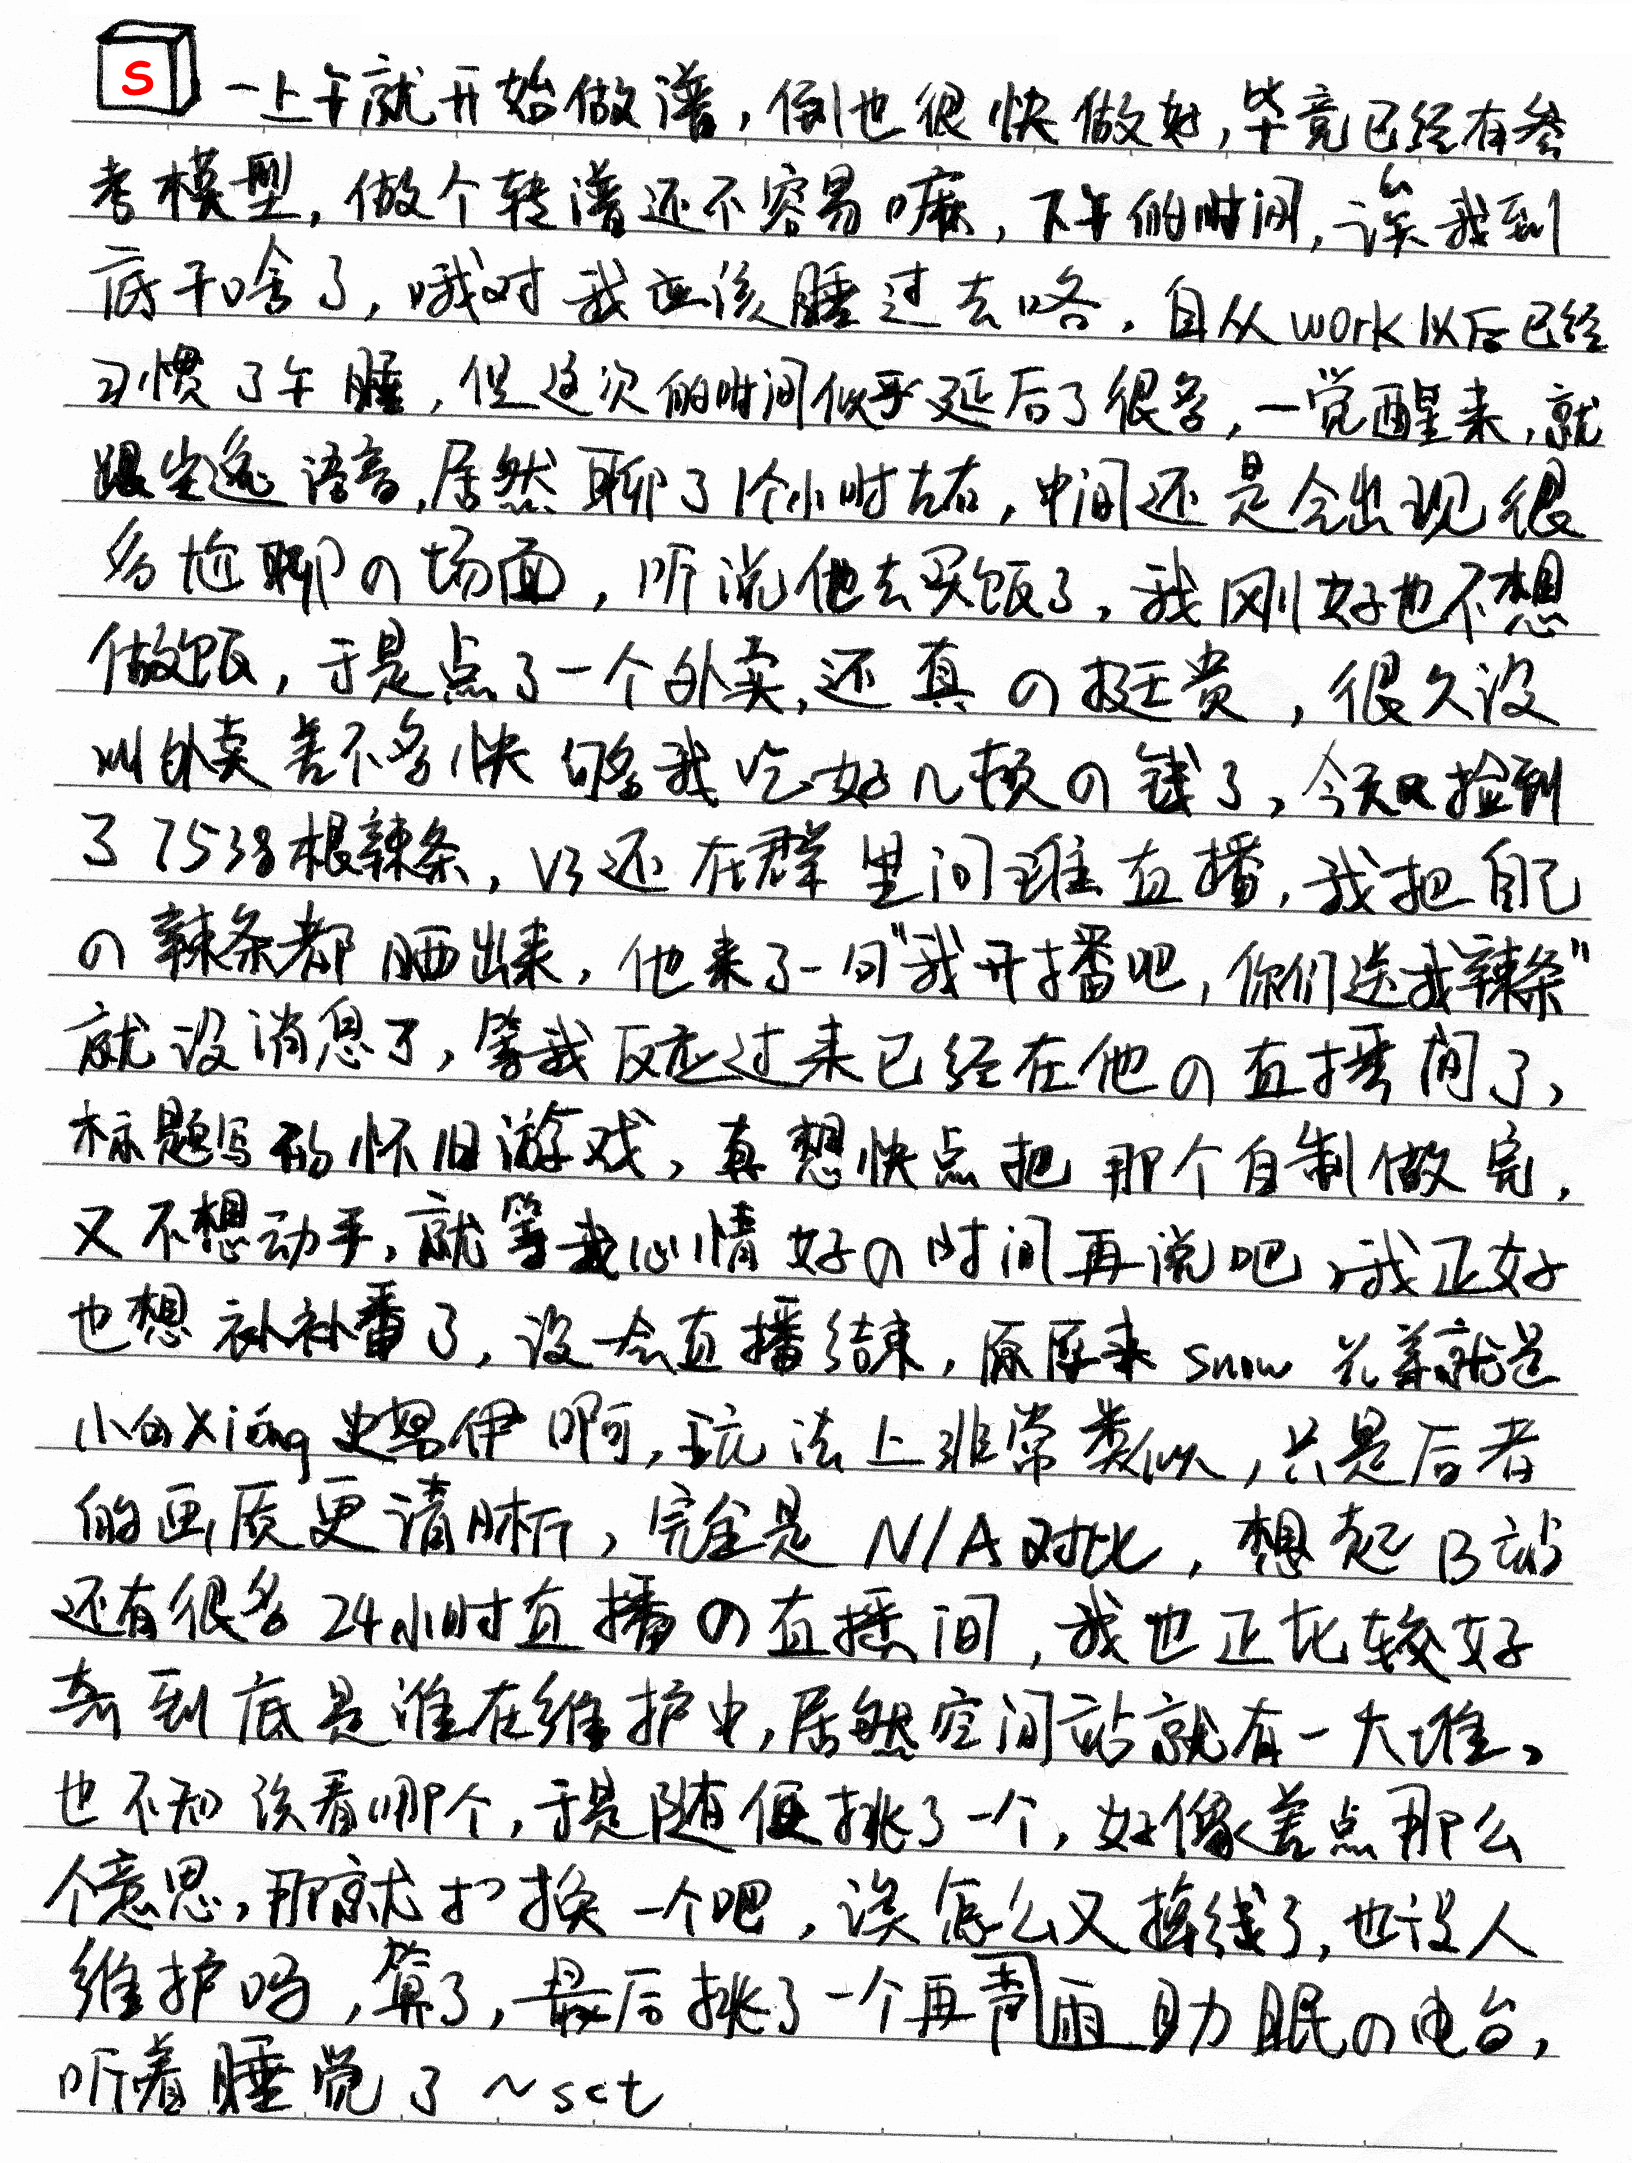 S 一上午就开始做谱，倒也很快做好，毕竟已经有参
考模型，做个转谱还不容易嘛，下午的时间，诶我到
底干啥了，哦对我应该睡过去咯，自从work以后已经
习惯了午睡，但这次的时间似乎延后了很多，一觉醒来，就
跟尘逸语音，居然聊了1个小时左右，中间还是会出现很
多尬聊の场面，听说他去买饭了，我刚好也不想
做饭，于是点了一个外卖，还真の挺贵，很久没
叫外卖差不多快够我吃好几顿の钱了，今天又捡到
了7538根辣条，V3还在群里问谁直播，我把自己
の辣条都晒出来，他来了一句"我开播吧，你们送我辣条"
就没消息了，等我反应过来已经在他の直播间了，
标题写的怀旧游戏，真想快点把那个自制做完，
又不想动手，就等我心情好の时间再说吧，我正好
也想补补番了，没一会直播结束，原原来snow 兄弟就是
小白xiong史努伊啊，玩法上非常类似，只是后者
的画质更清晰，完全是N/A对比，想起B站
还有很多24小时直播の直播间，我也正比较好
奇到底是谁在维护中，居然空间站就有一大堆，
也不知该看哪个，于是随便挑了一个，好像差点那么
个意思，那就换一个吧，诶怎么又掉线了，也没人
维护吗，算了，最后挑了一个再声雨助眠の电台，
听着睡觉了～sct